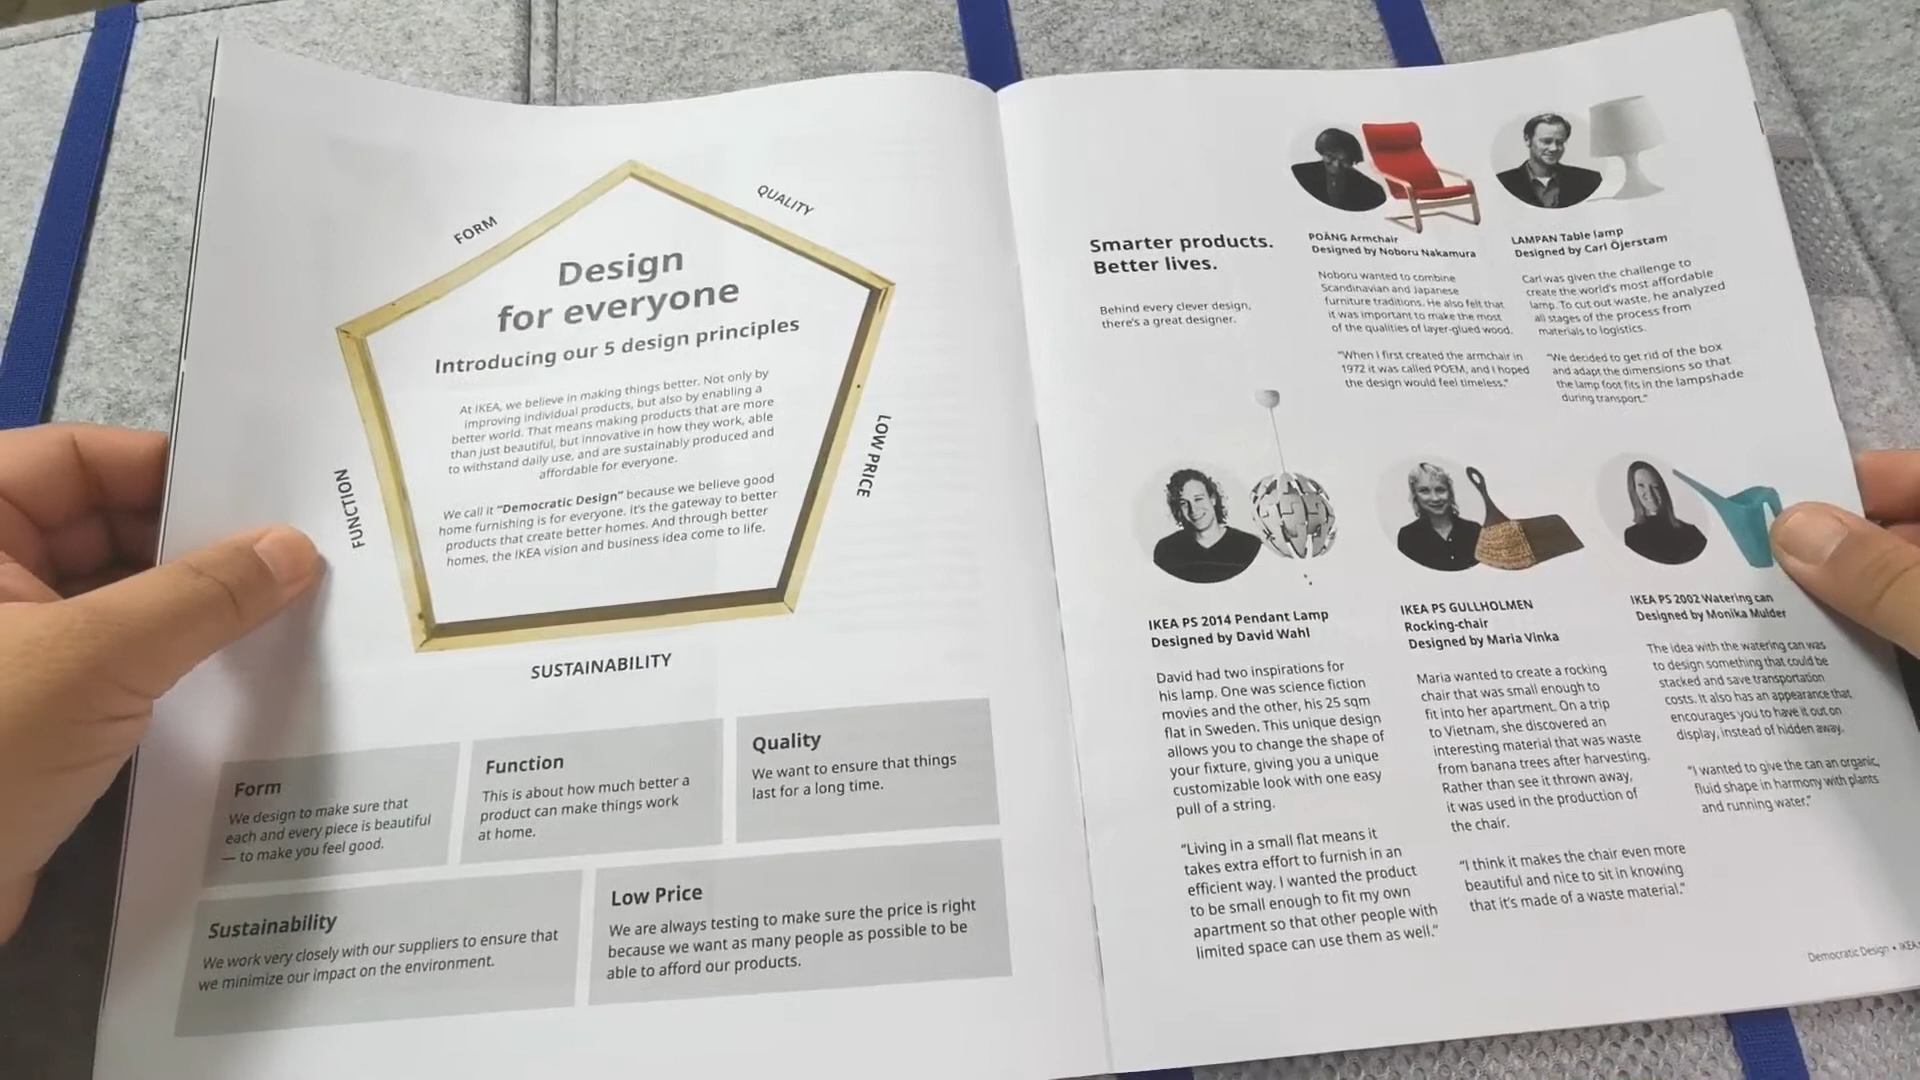 FORM
QUALITY
FUNCTION
LOW PRICE
SUSTAINABILITY
Design
for everyone
Introducing our 5 design principles
At IKEA, we believe in making things better. Not only by
improving individual products, but also by enabling a
better world. That means making products that are more
than just beautiful, but innovative in how they work, able
to withstand daily use, and are sustainably produced and
affordable for everyone.
We call it “Democratic Design” because we believe good
home furnishing is for everyone. It’s the gateway to better
products that create better homes. And through better
homes, the IKEA vision and business idea come to life.
Form
We design to make sure that
each and every piece is beautiful
— to make you feel good.
Function
This is about how much better a
product can make things work
at home.
Quality
We want to ensure that things
last for a long time.
Sustainability
We work very closely with our suppliers to ensure that
we minimize our impact on the environment.
Low Price
We are always testing to make sure the price is right
because we want as many people as possible to be
able to afford our products.
Smarter products.
Better lives.
Behind every clever design,
there’s a great designer.
POÄNG Armchair
Designed by Noboru Nakamura
Noboru wanted to combine
Scandinavian and Japanese
furniture traditions. He also felt that
it was important to make the most
of the qualities of layer-glued wood.
“When I first created the armchair in
1972 it was called POEM, and I hoped
the design would feel timeless.”
LAMPAN Table lamp
Designed by Carl Öjerstam
Carl was given the challenge to
create the world’s most affordable
lamp. To cut out waste, he analyzed
all stages of the process from
materials to logistics.
“We decided to get rid of the box
and adapt the dimensions so that
the lamp foot fits in the lampshade
during transport.”
IKEA PS 2014 Pendant Lamp
Designed by David Wahl
David had two inspirations for
his lamp. One was science fiction
movies and the other, his 25 sqm
flat in Sweden. This unique design
allows you to change the shape of
your fixture, giving you a unique
customizable look with one easy
pull of a string.
“Living in a small flat means it
takes extra effort to furnish in an
efficient way. I wanted the product
to be small enough to fit my own
apartment so that other people with
limited space can use them as well.”
IKEA PS GULLHOLMEN
Rocking-chair
Designed by Maria Vinka
Maria wanted to create a rocking
chair that was small enough to
fit into her apartment. On a trip
to Vietnam, she discovered an
interesting material that was waste
from banana trees after harvesting.
Rather than see it thrown away,
it was used in the production of
the chair.
“I think it makes the chair even more
beautiful and nice to sit in knowing
that it’s made of a waste material.”
IKEA PS 2002 Watering can
Designed by Monika Mulder
The idea with the watering can was
to design something that could be
stacked and save transportation
costs. It also has an appearance that
encourages you to have it out on
display, instead of hidden away.
“I wanted to give the can an organic,
fluid shape in harmony with plants
and running water.”
Democratic Design • IKEA